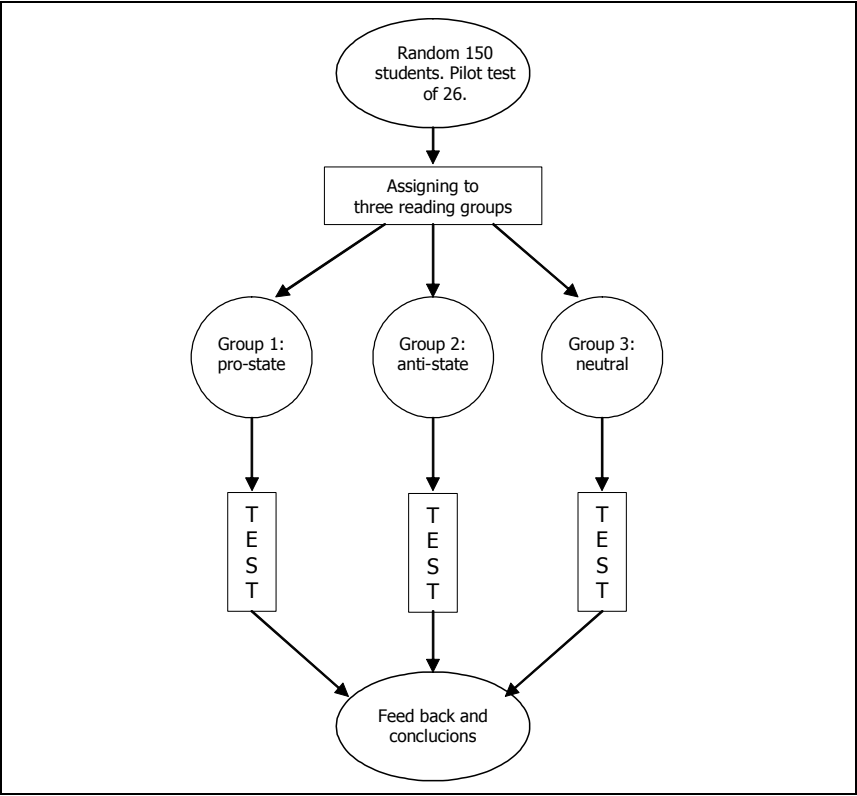 Random 150
students. Pilot test
of 26.
Assigning to
three reading groups
Group 1:
pro-state
Group 2:
anti-state
Group 3:
neutral
T
E
S
T
T
E
S
T
T
E
S
T
Feed back and
conclucions